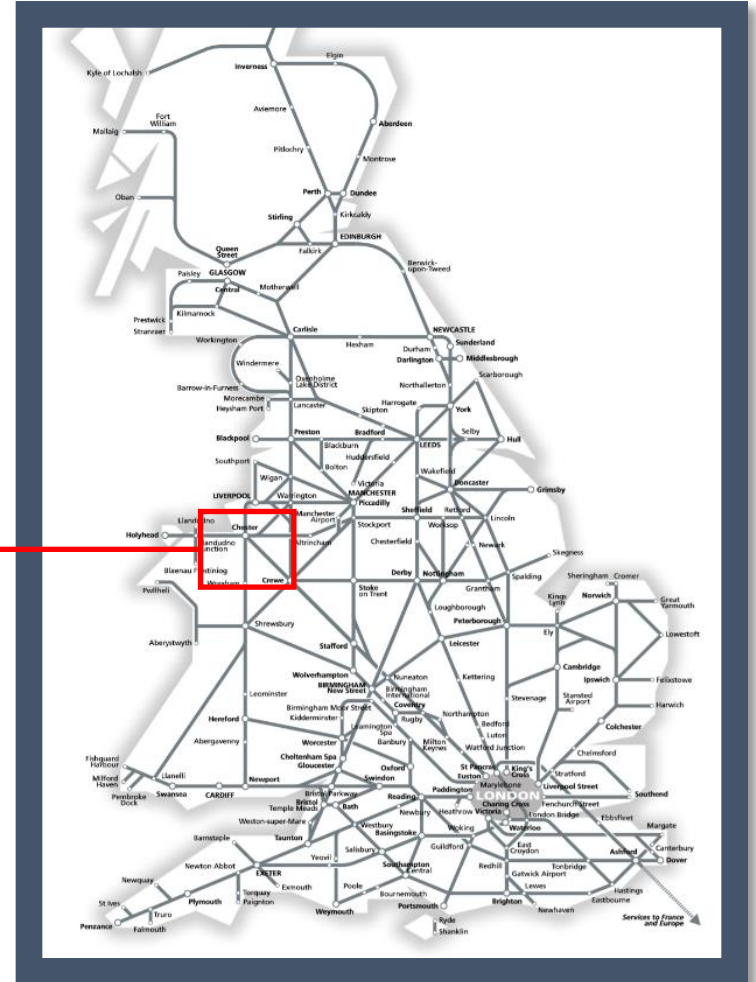 Elgin
Inverness
Kyle of Lochalsh
Aviemore
Fort
William
Aberdeen
Mallaig
Pitlochry
Montrose
Perth
Dundee
Oban
Kirkcaldy
Stirling
EDINBURGH
Queen
Street
Falkirk
Berwick-
upon-Tweed
Paisley
GLASGOW
Central
Motherwell
Kilmarnock
Prestwick
Stranraer
Carlisle
NEWCASTLE
Workington
Hexham
Sunderland
Durham
Darlington
Middlesbrough
Windermere
Scarborough
Oxenholme
Lake District
Barrow-in-Furness
Northallerton
Morecambe
Lancaster
Harrogate
York
Heysham Port
Skipton
Blackpool
Preston
Bradford
Selby
Hull
Blackburn
LEEDS
Huddersfield
Southport
Bolton
Wakefield
Wigan
Victoria
Doncaster
LIVERPOOL
Warrington
MANCHESTER
Piccadilly
Grimsby
Manchester
Airport
Sheffield
Retford
Lincoln
Llandudno
Chester
Stockport
Worksop
Holyhead
Llandudno
Junction
Altrincham
Chesterfield
Newark
Skegness
Blaenau Ffestiniog
Derby
Nottingham
Spalding
Sheringham
Cromer
Wrexham
Crewe
Stoke
on Trent
Grantham
Pwllheli
Kings
Lynn
Norwich
Great
Yarmouth
Loughborough
Shrewsbury
Peterborough
Ely
Lowestoft
Aberystwyth
Stafford
Leicester
Wolverhampton
Cambridge
BIRMINGHAM
New Street
Nuneaton
Kettering
Ipswich
Felixstowe
Birmingham
International
Leominster
Coventry
Stevenage
Stansted
Airport
Birmingham Moor Street
Northampton
Harwich
Hereford
Kidderminster
Rugby
Leamington
Spa
Bedford
Colchester
Abergavenny
Worcester
Banbury
Milton
Keynes
Luton
Watford Junction
Chelmsford
Cheltenham Spa
Gloucester
Oxford
St Pancras
King's
Cross
Fishguard
Harbour
Euston
Stratford
Milford
Haven
Llanelli
Newport
Swindon
Marylebone
Liverpool Street
Pembroke
Dock
Swansea
CARDIFF
Bristol Parkway
Reading
Paddington
LONDON
Southend
Bristol
Temple Meads
Bath
Newbury
Heathrow
Victoria
Charing Cross
Fenchurch Street
London Bridge
Ebbsfleet
Weston-super-Mare
Westbury
Basingstoke
Woking
Waterloo
Margate
Barnstaple
Taunton
Salisbury
Guildford
East
Croydon
Ashford
Canterbury
Newton Abbot
Yeovil
Southampton
Central
Redhill
Tonbridge
Dover
EXETER
Gatwick Airport
Newquay
Exmouth
Poole
Bournemouth
Lewes
Hastings
St Ives
Plymouth
Torquay
Paignton
Weymouth
Portsmouth
Brighton
Eastbourne
Newhaven
Truro
Penzance
Falmouth
Ryde
Shanklin
Services to France
and Europe